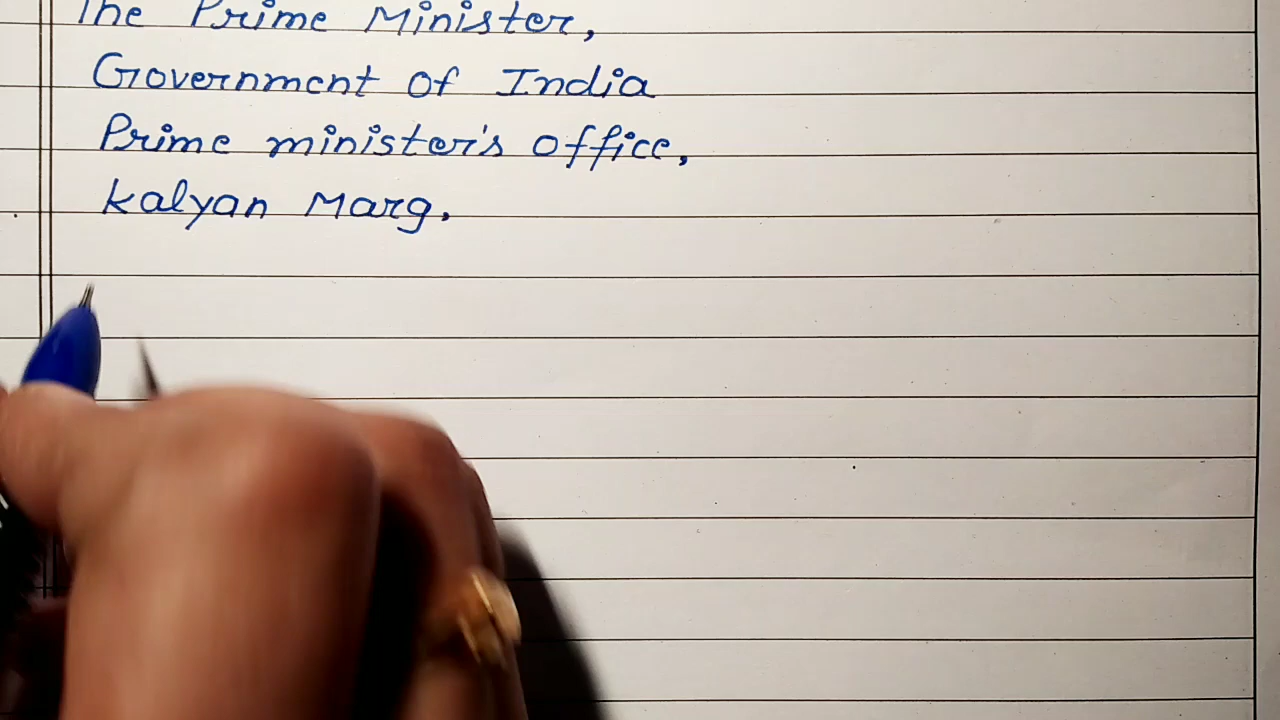 The Prime Minister,
Government of India
Prime minister's office,
Kalyan Marg.